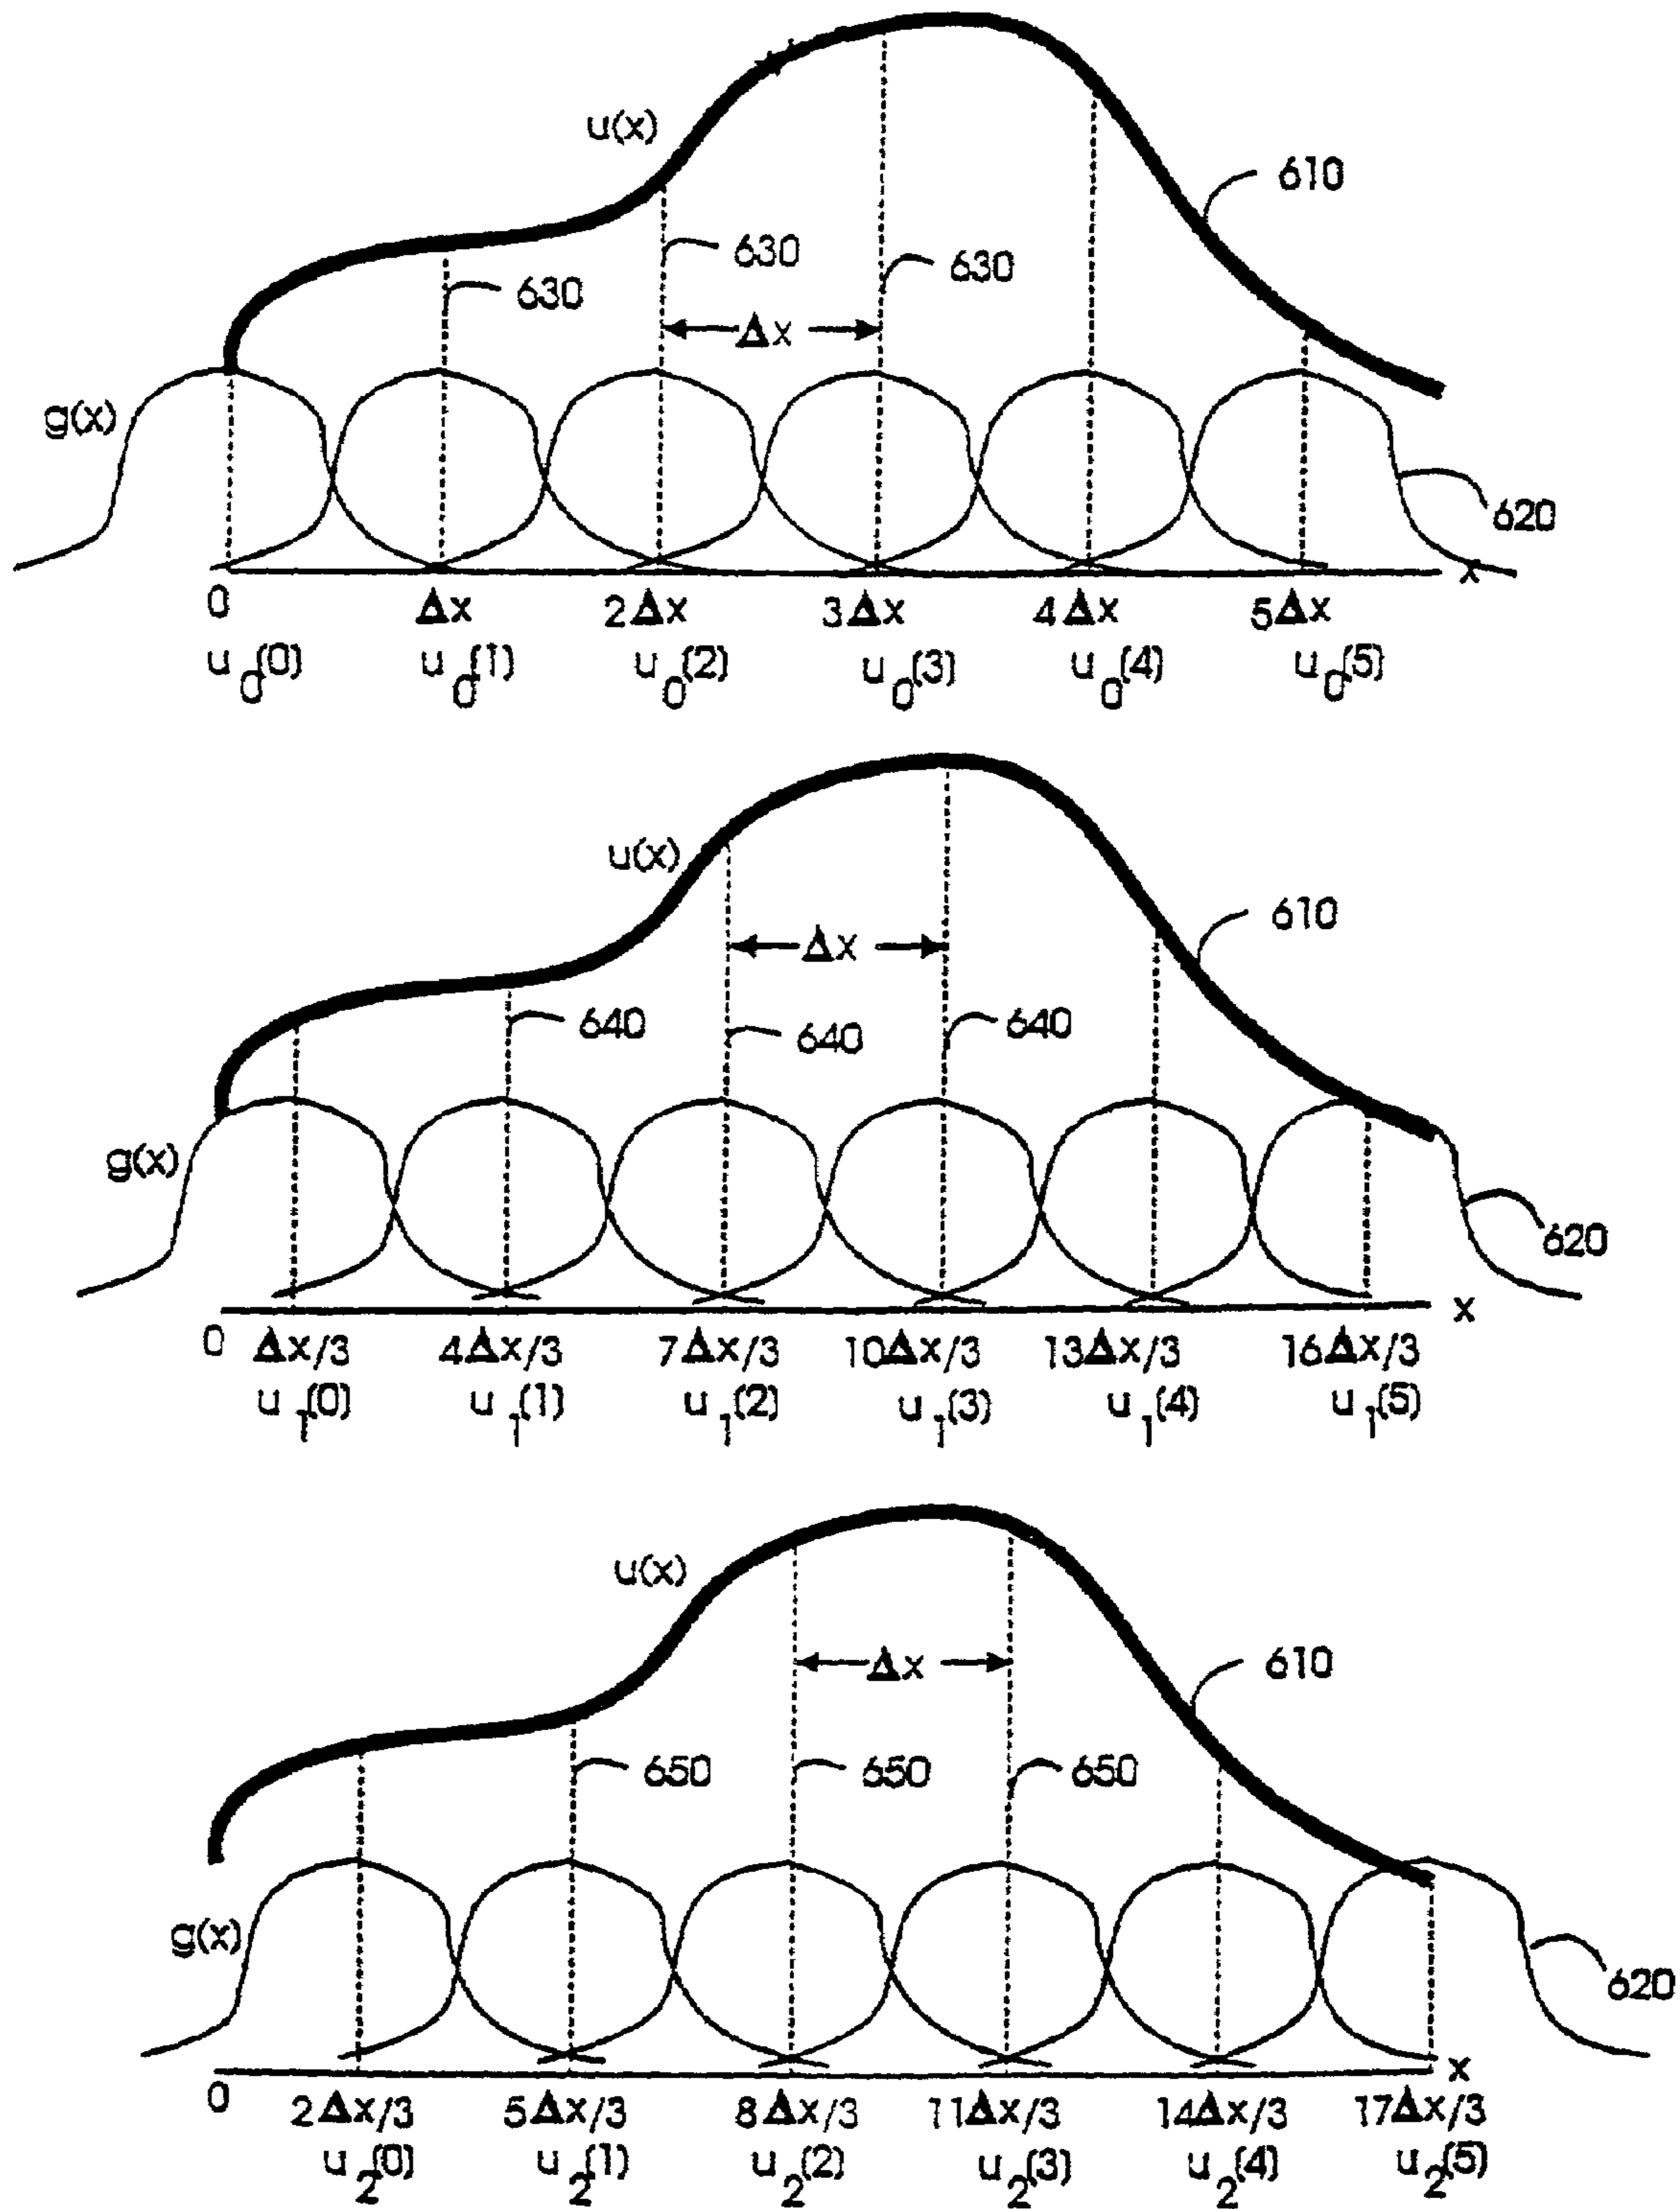 u(x)
610
630
630
630
Δx
g(x)
620
x
0 Δx 2Δx 3Δx 4Δx 5Δx
u0(0) u0(1) u0(2) u0(3) u0(4) u0(5)
u(x)
610
Δx
640
640
640
g(x)
620
x
0 Δx/3 4Δx/3 7Δx/3 10Δx/3 13Δx/3 16Δx/3
u1(0) u1(1) u1(2) u1(3) u1(4) u1(5)
u(x)
610
Δx
650
650
650
g(x)
620
x
0 2Δx/3 5Δx/3 8Δx/3 11Δx/3 14Δx/3 17Δx/3
u2(0) u2(1) u2(2) u2(3) u2(4) u2(5)